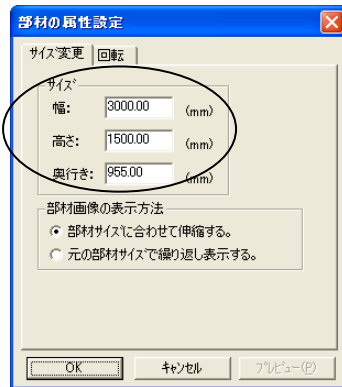 部材の属性設定
サイズ変更 回転
サイズ
幅: 3000.00 (mm)
高さ: 1500.00 (mm)
奥行き: 955.00 (mm)
部材画像の表示方法
部材サイズに合わせて伸縮する。
元の部材サイズで繰り返し表示する。
OK キャンセル プレビュー(P)